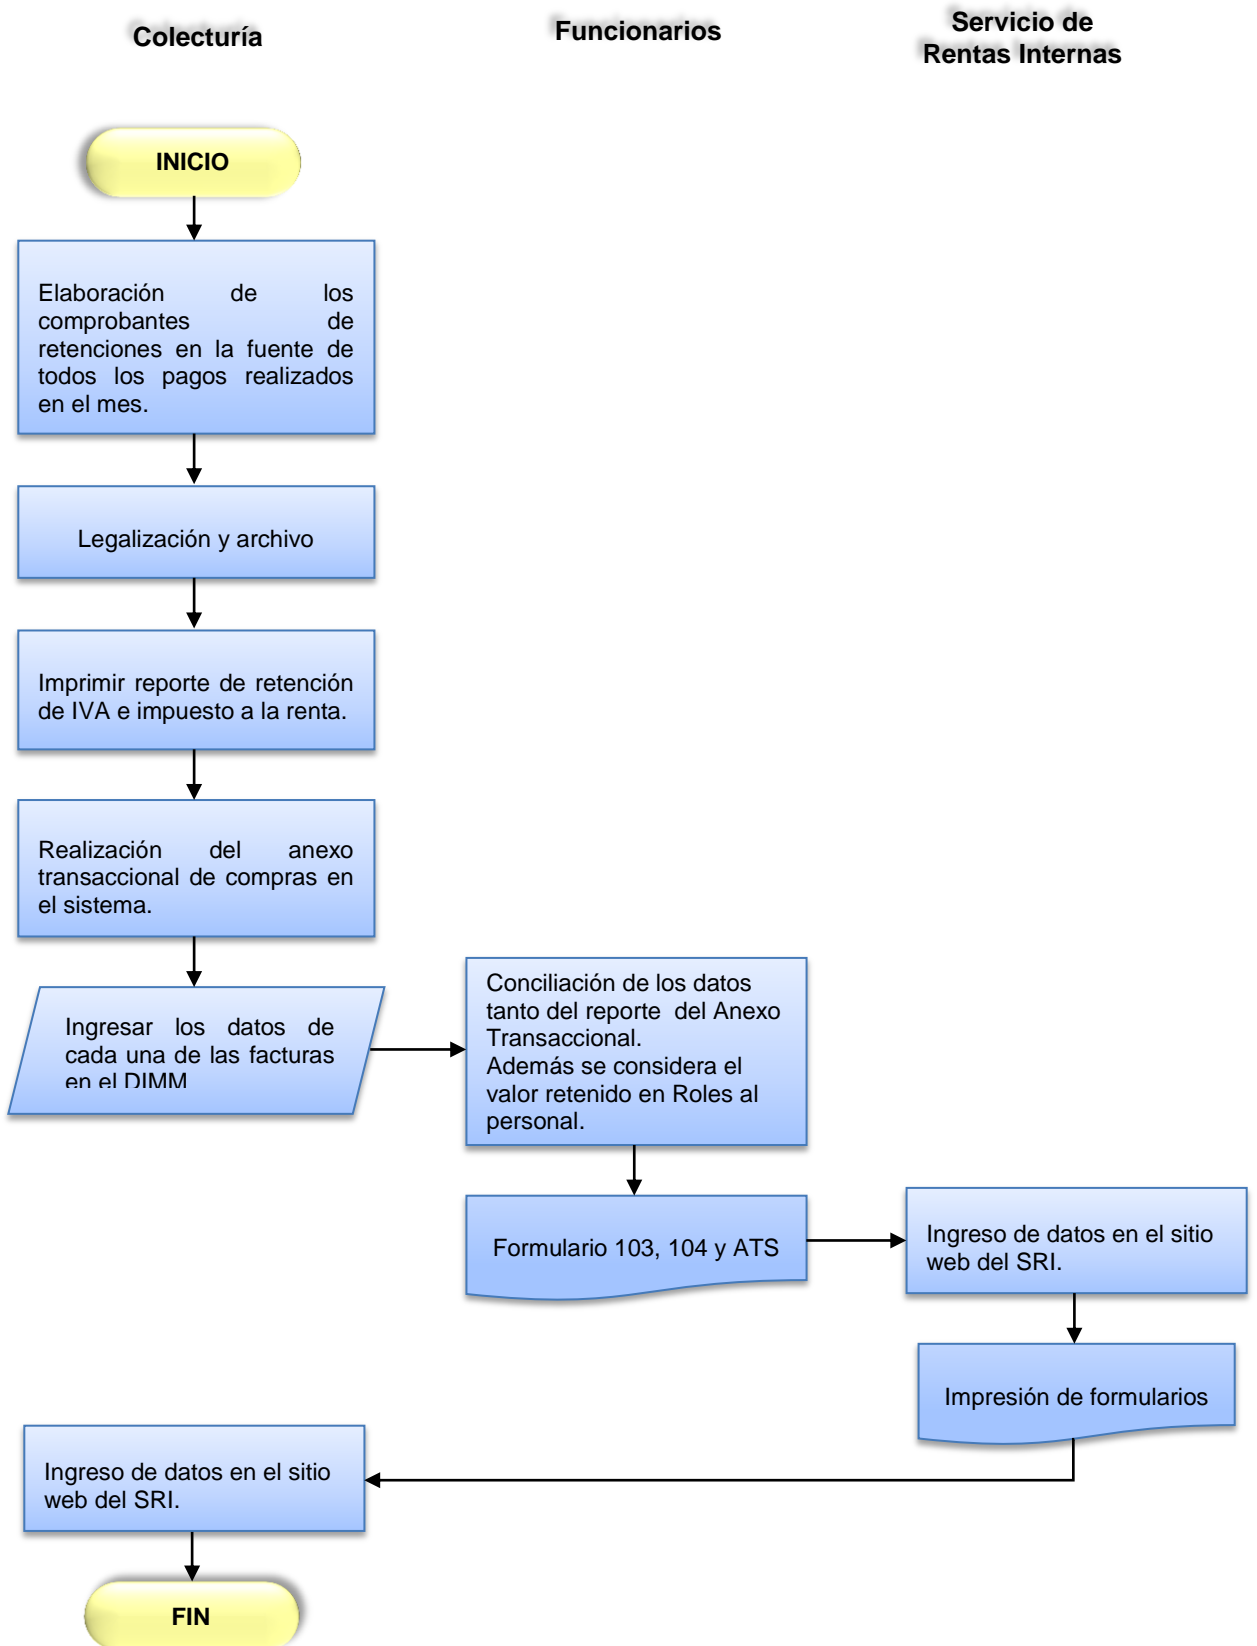 Colecturía
Funcionarios
Servicio de
Rentas Internas
INICIO
Elaboración de los
comprobantes de
retenciones en la fuente de
todos los pagos realizados
en el mes.
Legalización y archivo
Imprimir reporte de retención
de IVA e impuesto a la renta.
Realización del anexo
transaccional de compras en
el sistema.
Ingresar los datos de
cada una de las facturas
en el DIMM
Conciliación de los datos
tanto del reporte del Anexo
Transaccional.
Además se considera el
valor retenido en Roles al
personal.
Formulario 103, 104 y ATS
Ingreso de datos en el sitio
web del SRI.
Impresión de formularios
Ingreso de datos en el sitio
web del SRI.
FIN